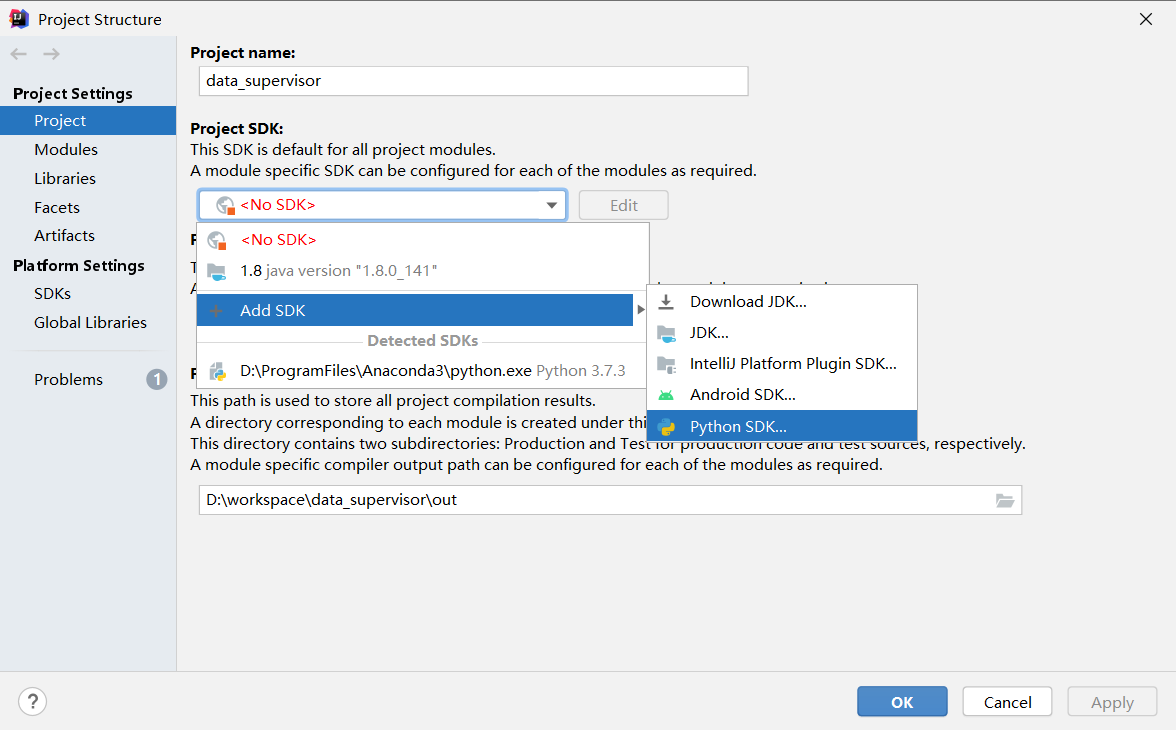 Project Structure
Project Settings
Project
Modules
Libraries
Facets
Artifacts
Platform Settings
SDKs
Global Libraries
Problems
1
Project name:
data_supervisor
Project SDK:
This SDK is default for all project modules.
A module specific SDK can be configured for each of the modules as required.
<No SDK>
Edit
<No SDK>
1.8 java version "1.8.0_141"
Add SDK
Detected SDKs
D:\ProgramFiles\Anaconda3\python.exe Python 3.7.3
Download JDK...
JDK...
IntelliJ Platform Plugin SDK...
Android SDK...
Python SDK...
This path is used to store all project compilation results.
A directory corresponding to each module is created under
This directory contains two subdirectories: Production and Test for production code and test sources, respectively.
A module specific compiler output path can be configured for each of the modules as required.
D:\workspace\data_supervisor\out
?
OK
Cancel
Apply